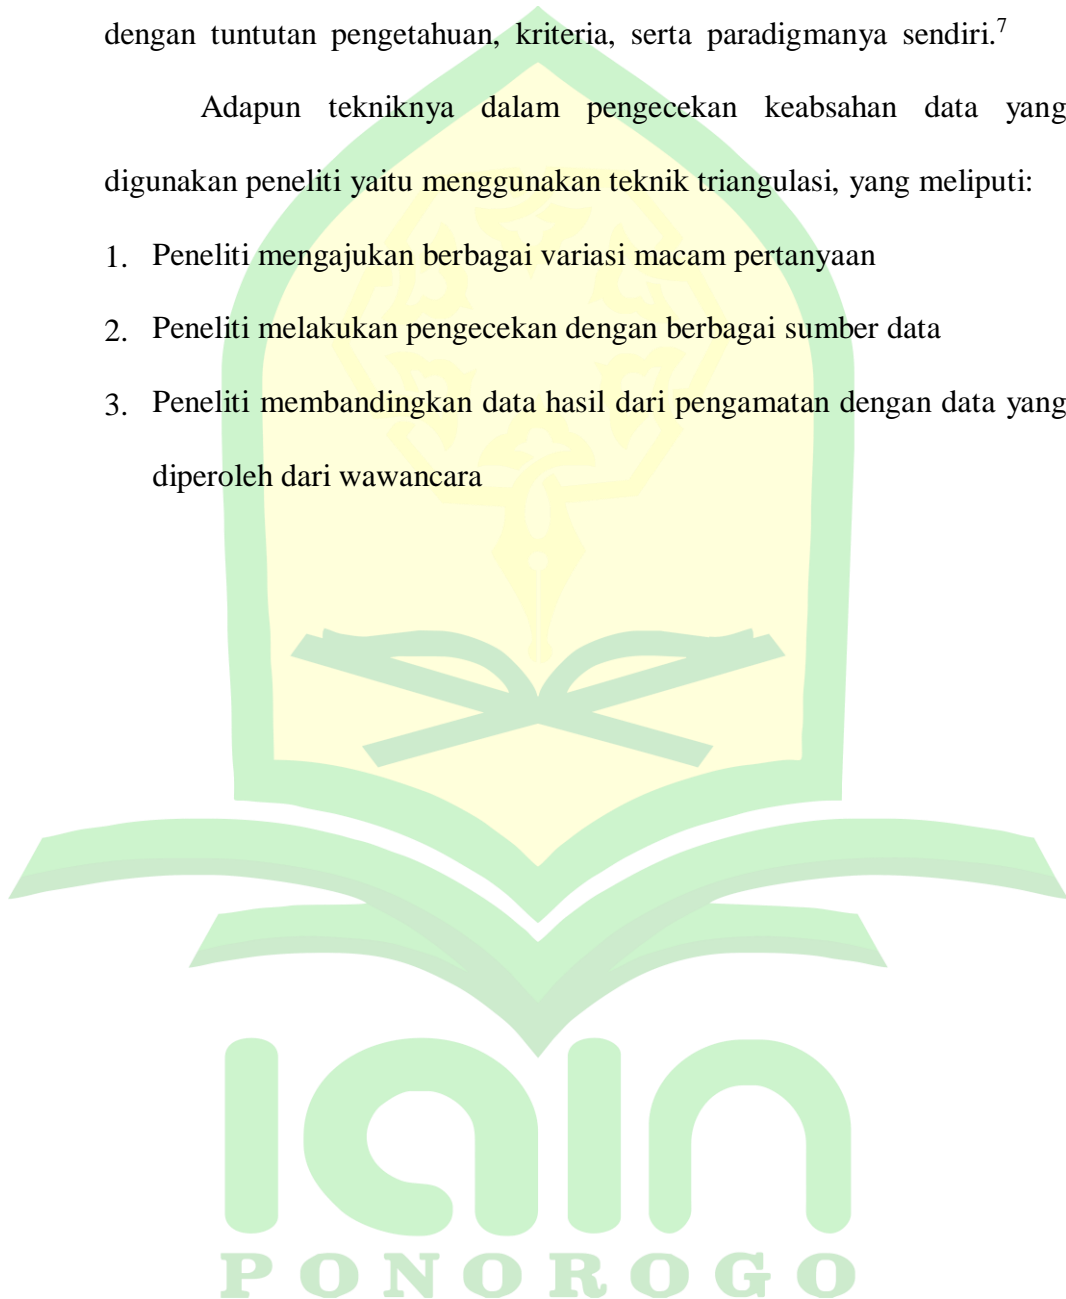 dengan tuntutan pengetahuan, kriteria, serta paradigmanya sendiri.7
Adapun tekniknya dalam pengecekan keabsahan data yang
digunakan peneliti yaitu menggunakan teknik triangulasi, yang meliputi:
1. Peneliti mengajukan berbagai variasi macam pertanyaan
2. Peneliti melakukan pengecekan dengan berbagai sumber data
3. Peneliti membandingkan data hasil dari pengamatan dengan data yang
diperoleh dari wawancara
iain
PONOROGO